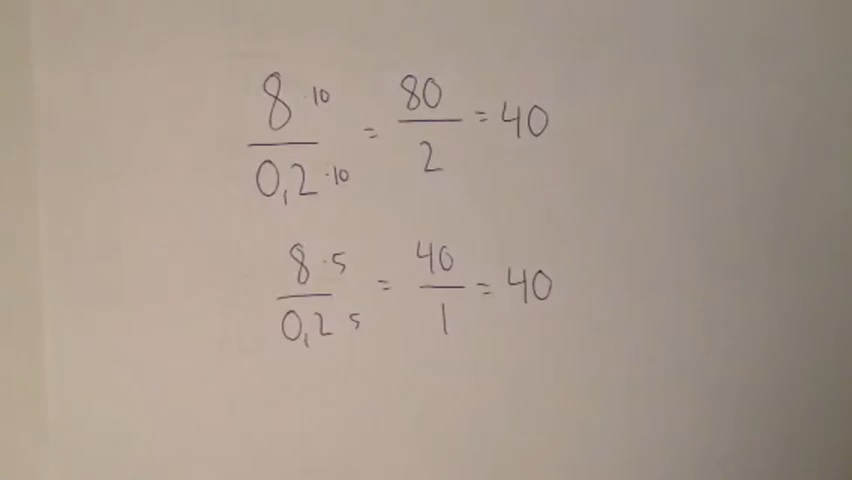 8 · 10 / 0,2 · 10 = 80 / 2 = 40
8 · 5 / 0,2 5 = 40 / 1 = 40